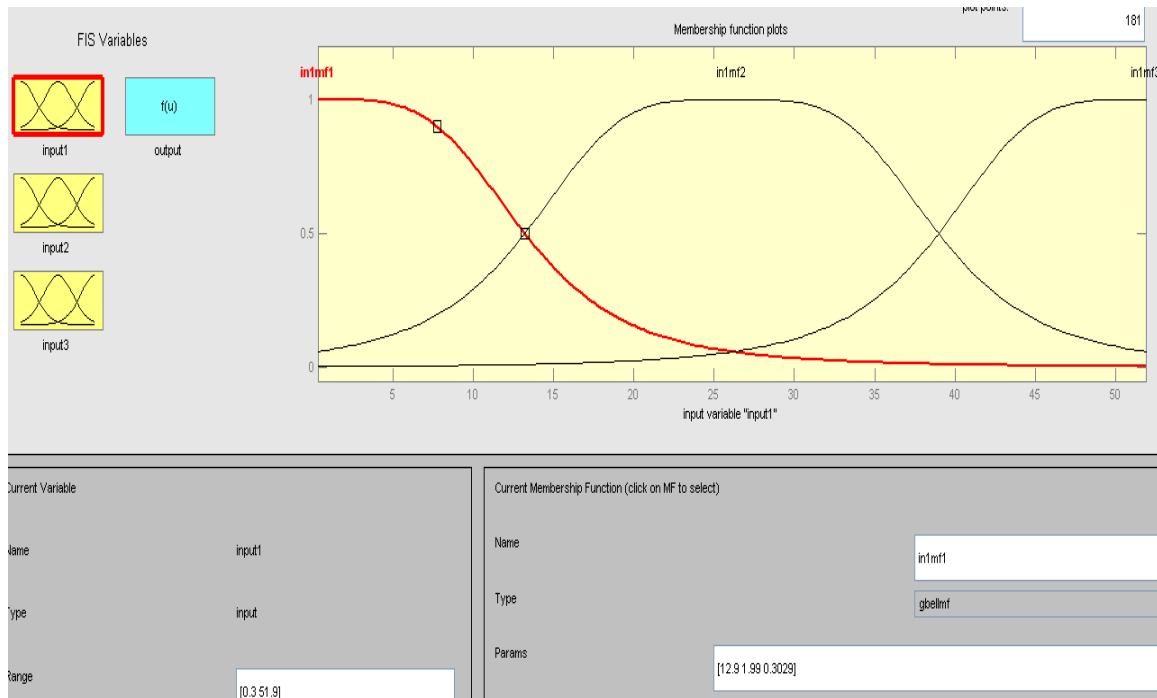 plot points:
181
FIS Variables
Membership function plots
f(u)
input1
output
input2
input3
in1mf1
in1mf2
in1mf3
1
0.5
0
5 10 15 20 25 30 35 40 45 50
input variable "input1"
Current Variable
Name
input1
Type
input
Range
[0.3 51.9]
Current Membership Function (click on MF to select)
Name
in1mf1
Type
gbellmf
Params
[12.9 1.99 0.3029]